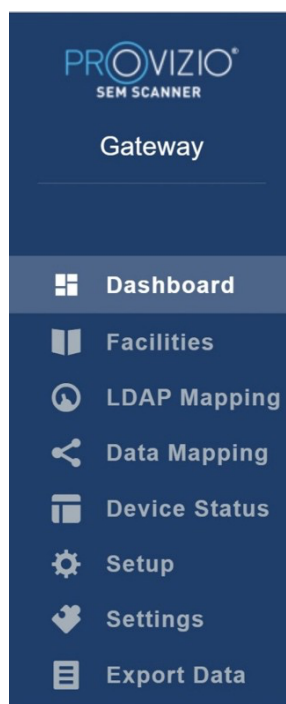 PROVIZIO®
SEM SCANNER
Gateway
Dashboard
Facilities
LDAP Mapping
Data Mapping
Device Status
Setup
Settings
Export Data